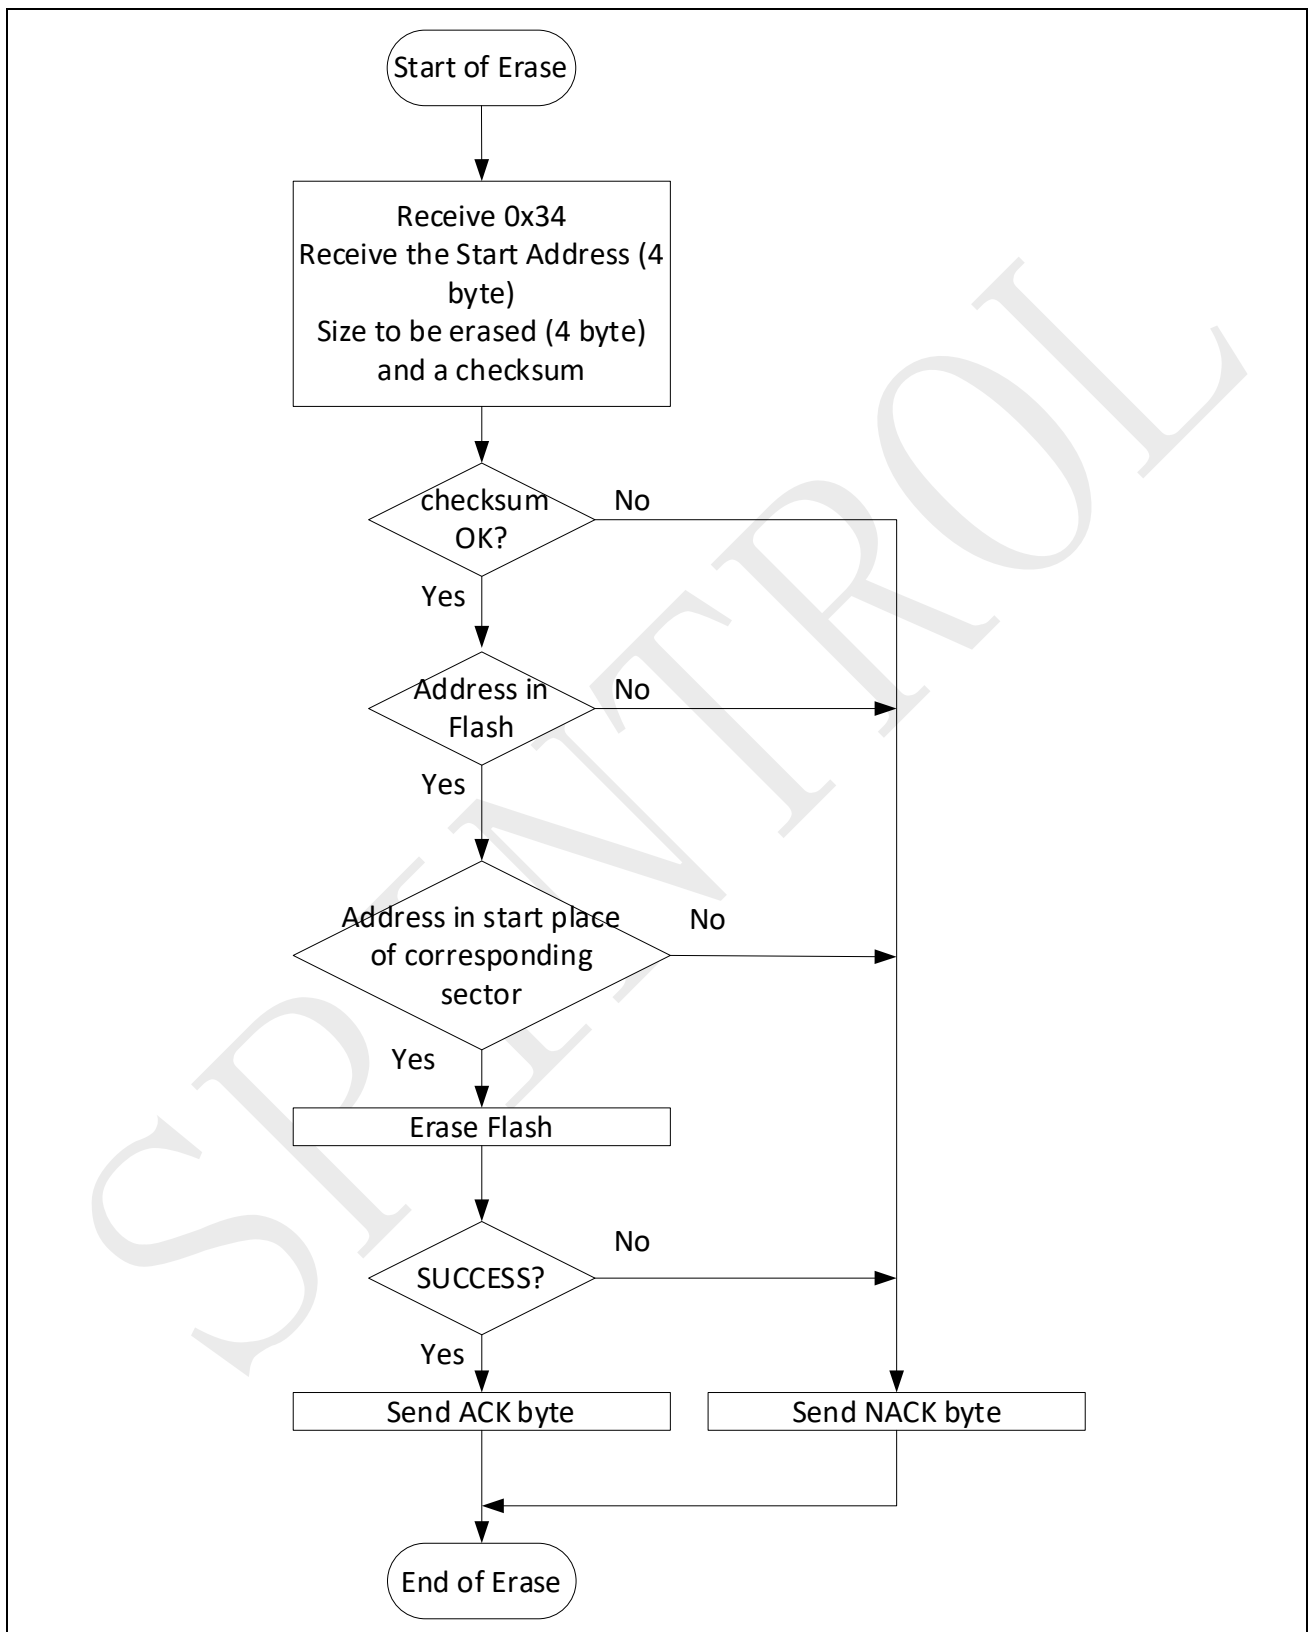 Start of Erase
Receive 0x34
Receive the Start Address (4
byte)
Size to be erased (4 byte)
and a checksum
checksum
OK?
No
Yes
Address in
Flash
No
Yes
Address in start place
of corresponding
sector
No
Yes
Erase Flash
SUCCESS?
No
Yes
Send ACK byte
Send NACK byte
End of Erase
SPINTROL